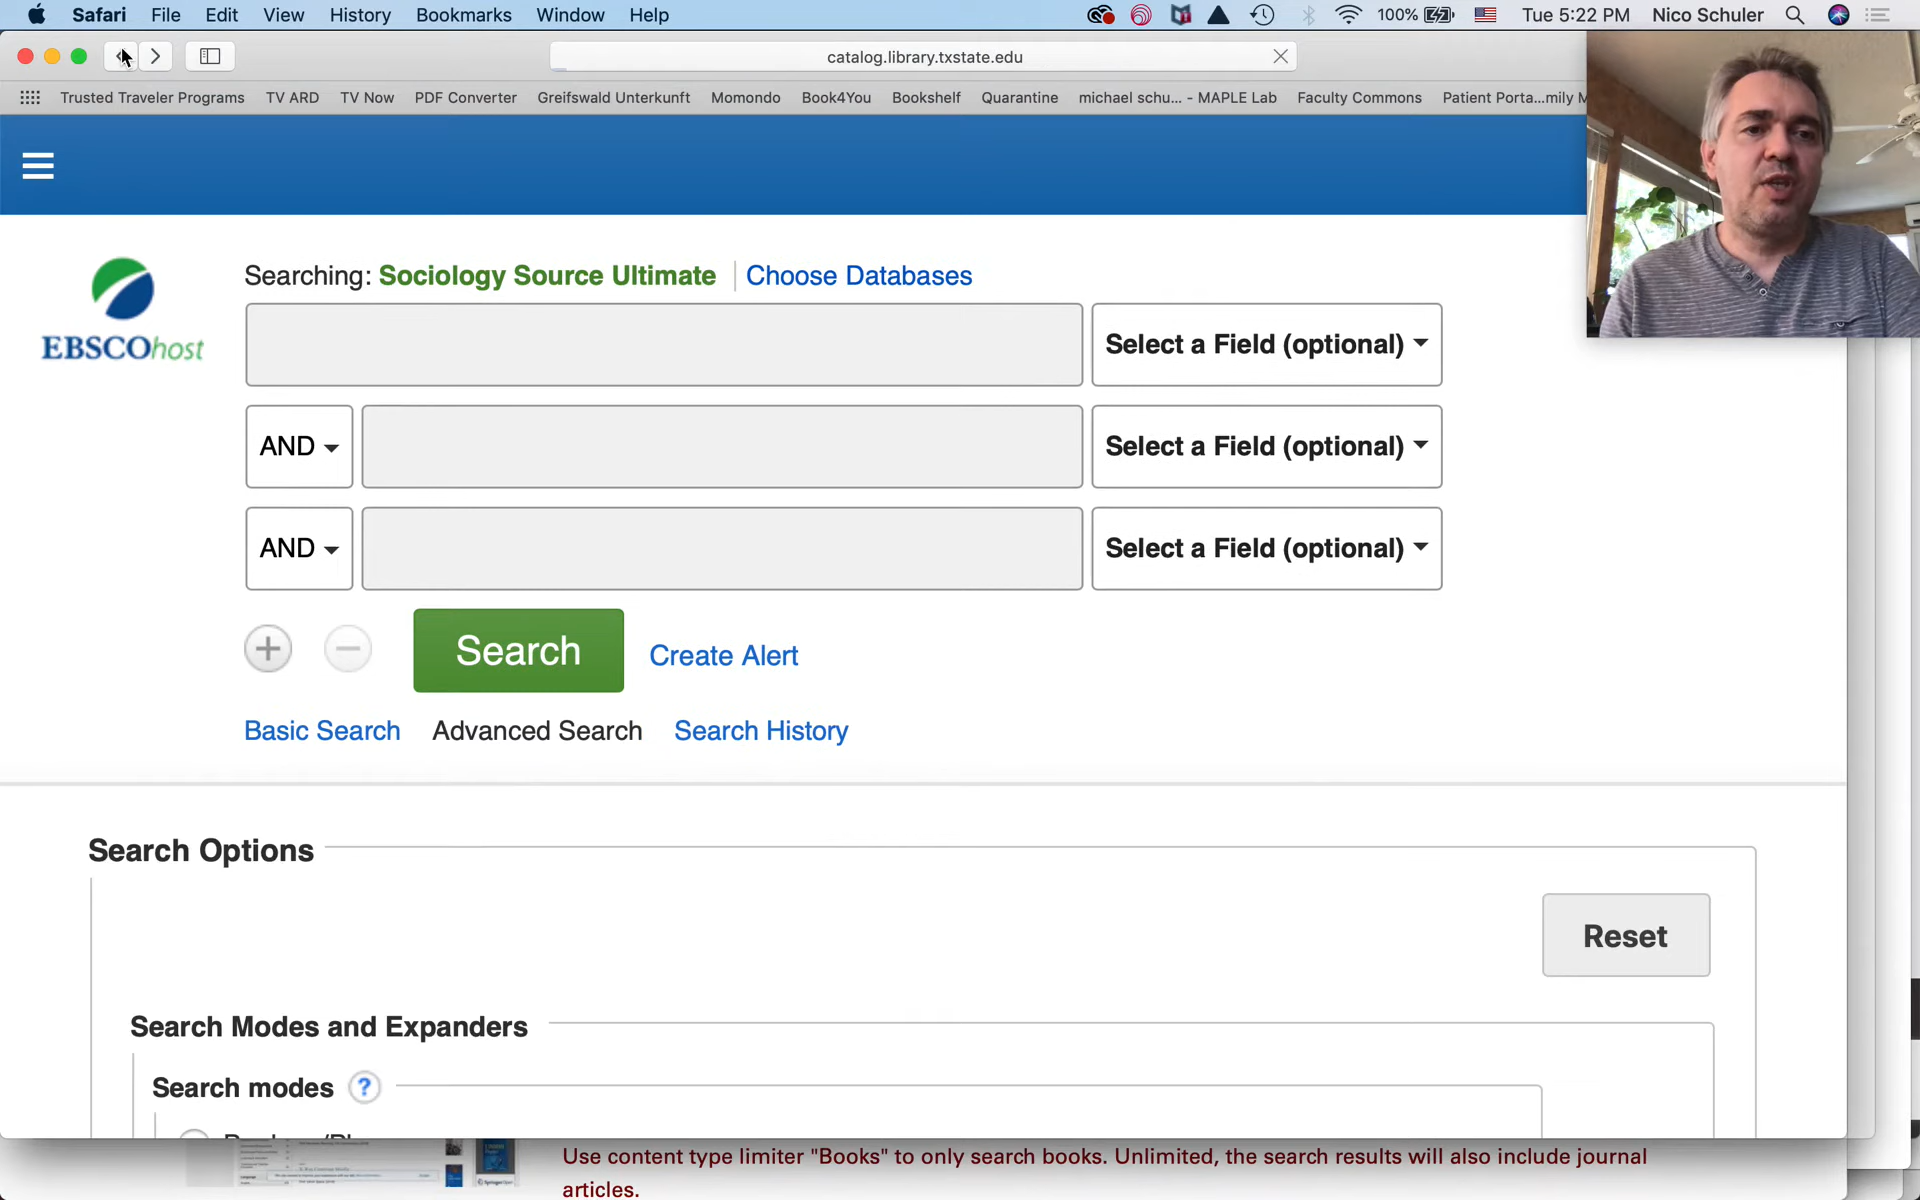 Safari File Edit View History Bookmarks Window Help 100% Tue 5:22 PM Nico Schuler
catalog.library.txstate.edu
Trusted Traveler Programs TV ARD TV Now PDF Converter Greifswald Unterkunft Momondo Book4You Bookshelf Quarantine michael schu... - MAPLE Lab Faculty Commons Patient Porta...mily M
EBSCOhost
Searching: Sociology Source Ultimate Choose Databases
Select a Field (optional)
AND Select a Field (optional)
AND Select a Field (optional)
Search Create Alert
Basic Search Advanced Search Search History
Search Options
Reset
Search Modes and Expanders
Search modes ?
Use content type limiter "Books" to only search books. Unlimited, the search results will also include journal
articles.